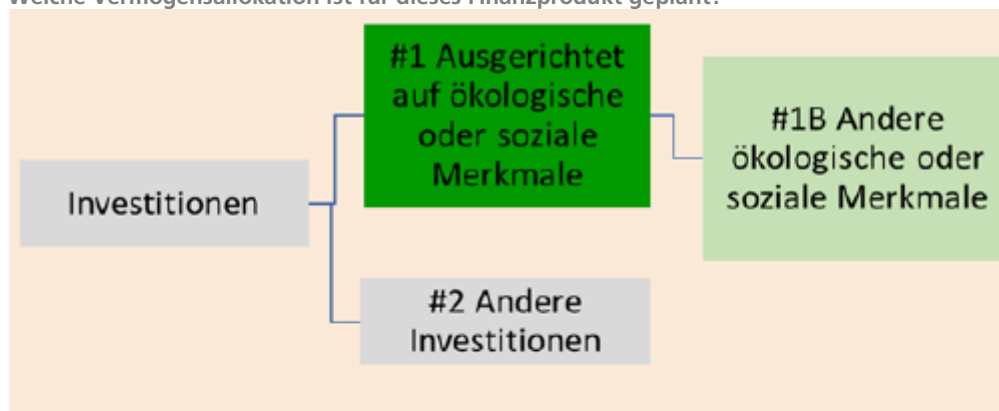 Welche Vermögensallokation ist für dieses Finanzprodukt geplant?
#1 Ausgerichtet
auf ökologische
oder soziale
Merkmale
#1B Andere
ökologische oder
soziale Merkmale
Investitionen
#2 Andere
Investitionen